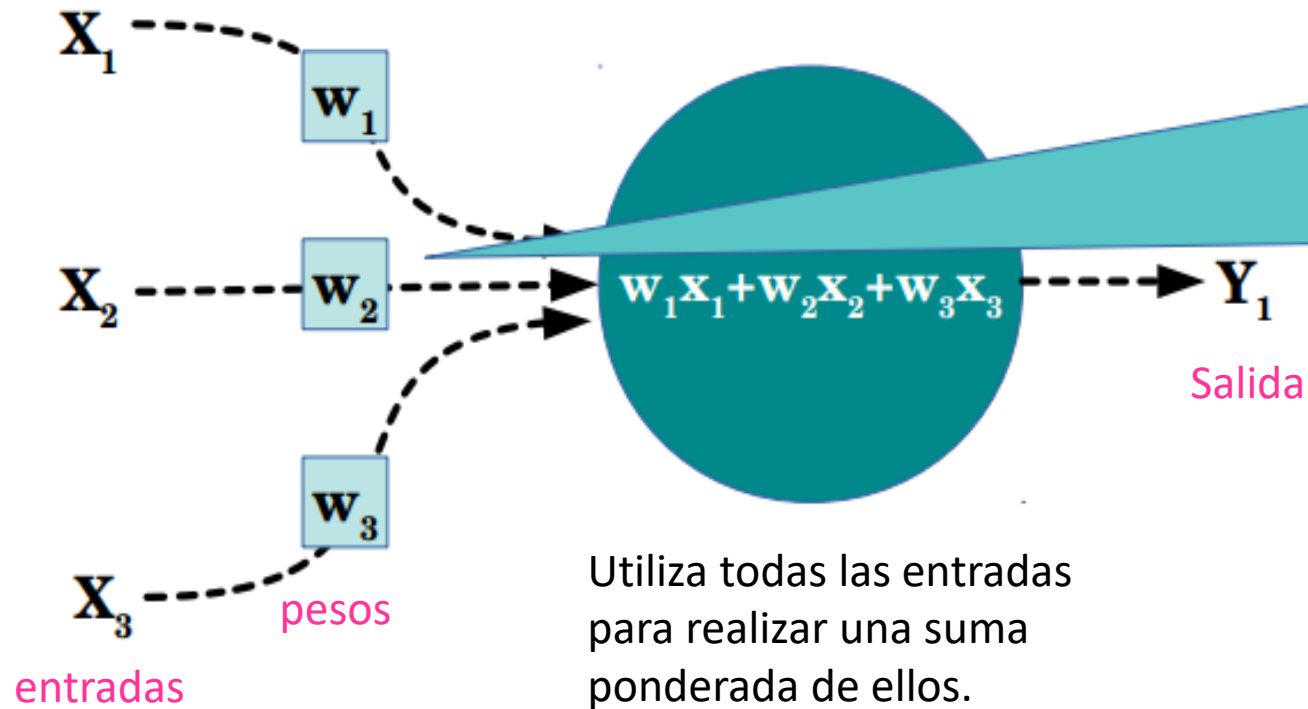 X₁
w₁
X₂
w₂
w₁x₁+w₂x₂+w₃x₃
Y₁
Salida
w₃
X₃
pesos
entradas
Utiliza todas las entradas
para realizar una suma
ponderada de ellos.